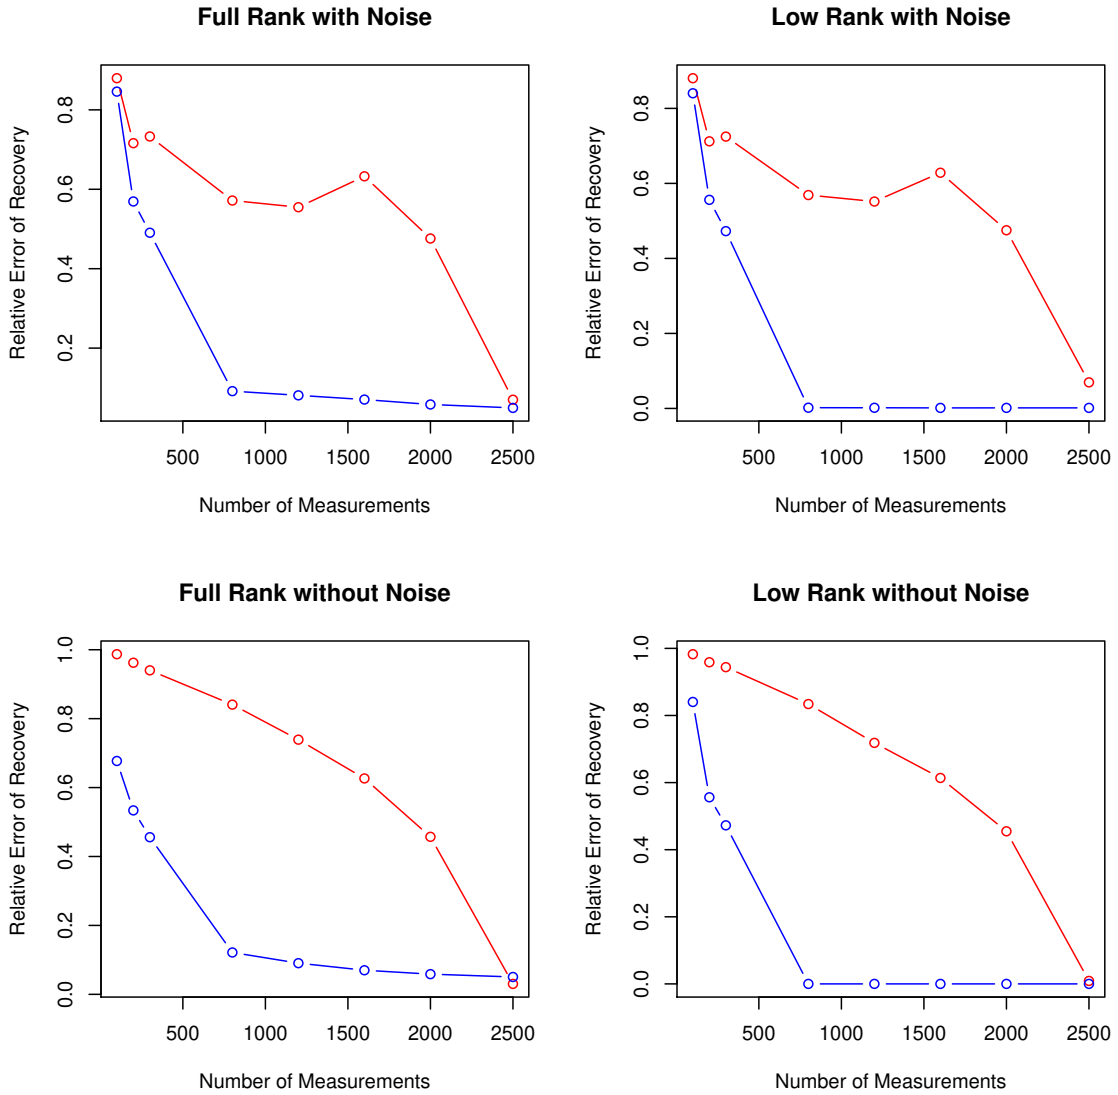 Full Rank with Noise
Relative Error of Recovery
0.8
0.6
0.4
0.2
500 1000 1500 2000 2500
Number of Measurements
Low Rank with Noise
Relative Error of Recovery
0.8
0.6
0.4
0.2
0.0
500 1000 1500 2000 2500
Number of Measurements
Full Rank without Noise
Relative Error of Recovery
1.0
0.8
0.6
0.4
0.2
0.0
500 1000 1500 2000 2500
Number of Measurements
Low Rank without Noise
Relative Error of Recovery
1.0
0.8
0.6
0.4
0.2
0.0
500 1000 1500 2000 2500
Number of Measurements